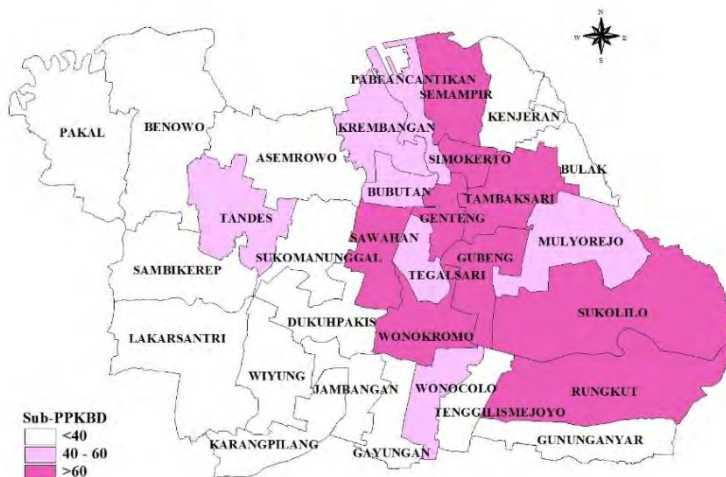 N
W E
S
PABEANCANTIKAN
SEMAMPIR
KENJERAN
PAKAL
BENOWO
KREMBANGAN
ASEMROWO
SIMOKERTO
BULAK
BUBUTAN
TAMBAKSARI
TANDES
GENTENG
SAWAHAN
MULYOREJO
SUKOMANUNGGAL
GUBENG
TEGALSARI
SAMBIKEREP
SUKOLILO
DUKUHPAKIS
LAKARSANTRI
WONOKROMO
WIYUNG
JAMBANGAN
WONOCOLO
RUNGKUT
TENGGILISMEJOYO
KARANGPILANG
GUNUNGANYAR
GAYUNGAN
Sub-PPKBD
<40
40 - 60
>60